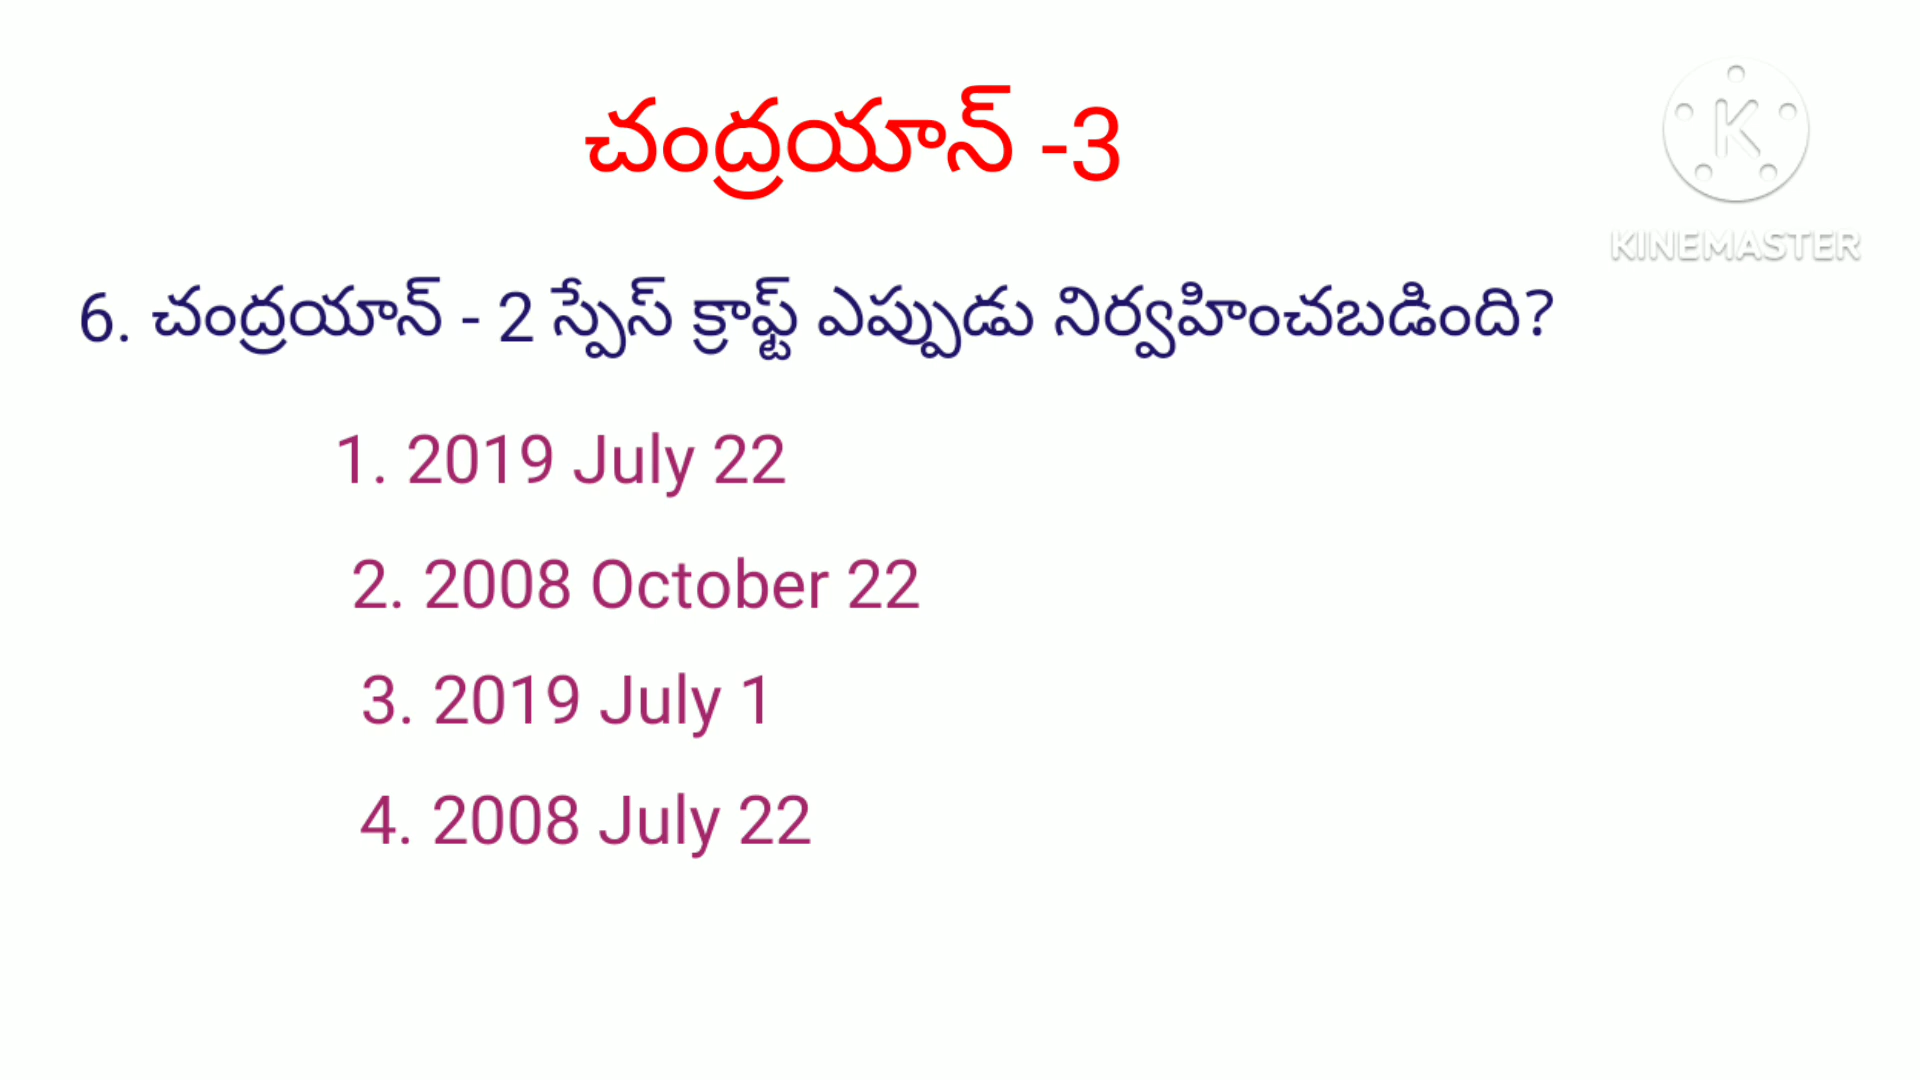 చంద్రయాన్ -3
K
KINEMASTER
6. చంద్రయాన్ - 2 స్పేస్ క్రాఫ్ట్ ఎప్పుడు నిర్వహించబడింది?
1. 2019 July 22
2. 2008 October 22
3. 2019 July 1
4. 2008 July 22